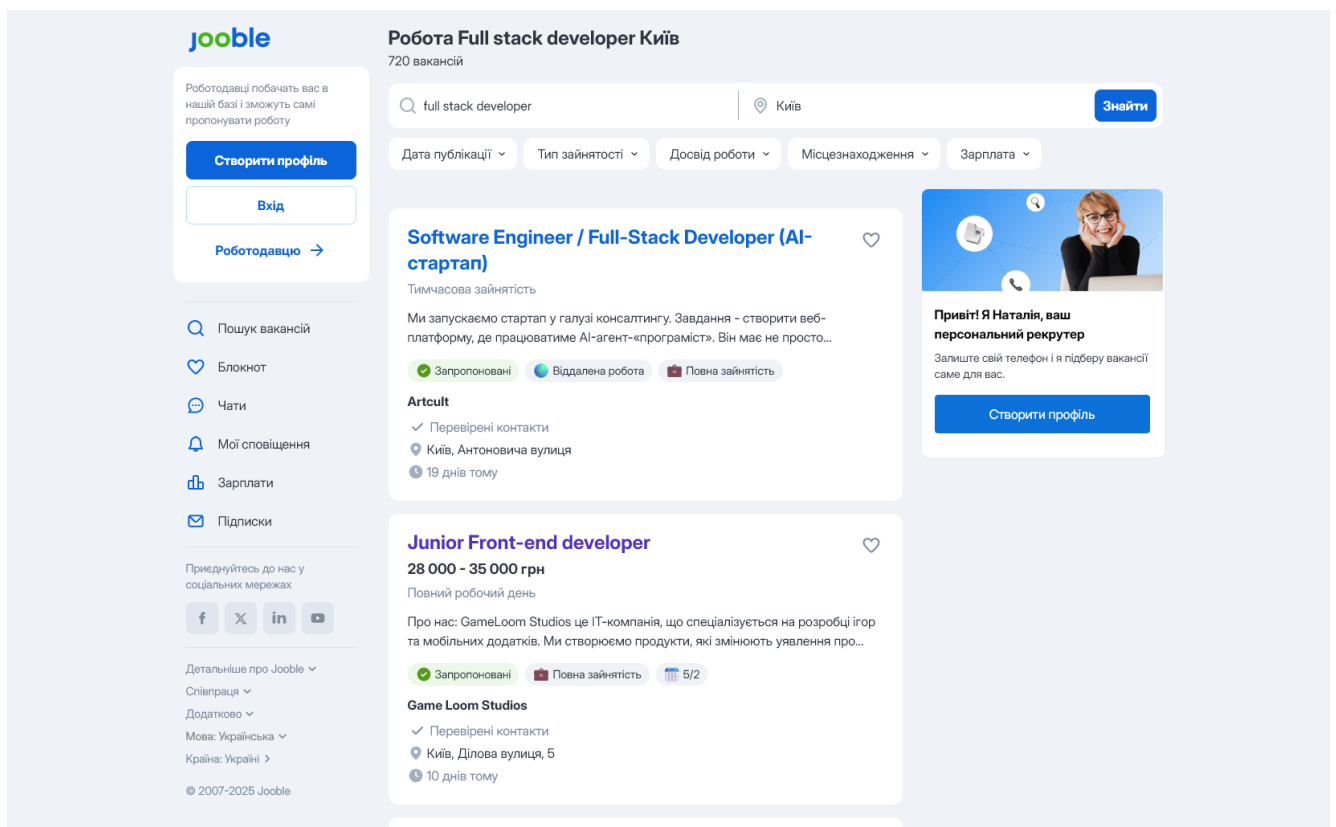 jooble
Роботодавці побачать вас в
нашій базі і зможуть самі
пропонувати роботу
Створити профіль
Вхід
Роботодавцю
Пошук вакансій
Блокнот
Чати
Мої сповіщення
Зарплати
Підписки
Приєднуйтесь до нас у
соціальних мережах
f X in
Детальніше про Jooble
Співпраця
Додатково
Мова: Українська
Країна: Україні
© 2007-2025 Jooble
Робота Full stack developer Київ
720 вакансій
full stack developer
Київ
Знайти
Дата публікації
Тип зайнятості
Досвід роботи
Місцезнаходження
Зарплата
Software Engineer / Full-Stack Developer (AI-
стартап)
Тимчасова зайнятість
Ми запускаємо стартап у галузі консалтингу. Завдання - створити веб-
платформу, де працюватиме AI-агент-«програміст». Він має не просто...
Запропоновані
Віддалена робота
Повна зайнятість
Artcult
Перевірені контакти
Київ, Антоновича вулиця
19 днів тому
Junior Front-end developer
28 000 - 35 000 грн
Повний робочий день
Про нас: GameLoom Studios це ІТ-компанія, що спеціалізується на розробці ігор
та мобільних додатків. Ми створюємо продукти, які змінюють уявлення про...
Запропоновані
Повна зайнятість
5/2
Game Loom Studios
Перевірені контакти
Київ, Ділова вулиця, 5
10 днів тому
Привіт! Я Наталія, ваш
персональний рекрутер
Залиште свій телефон і я підберу вакансії
саме для вас.
Створити профіль